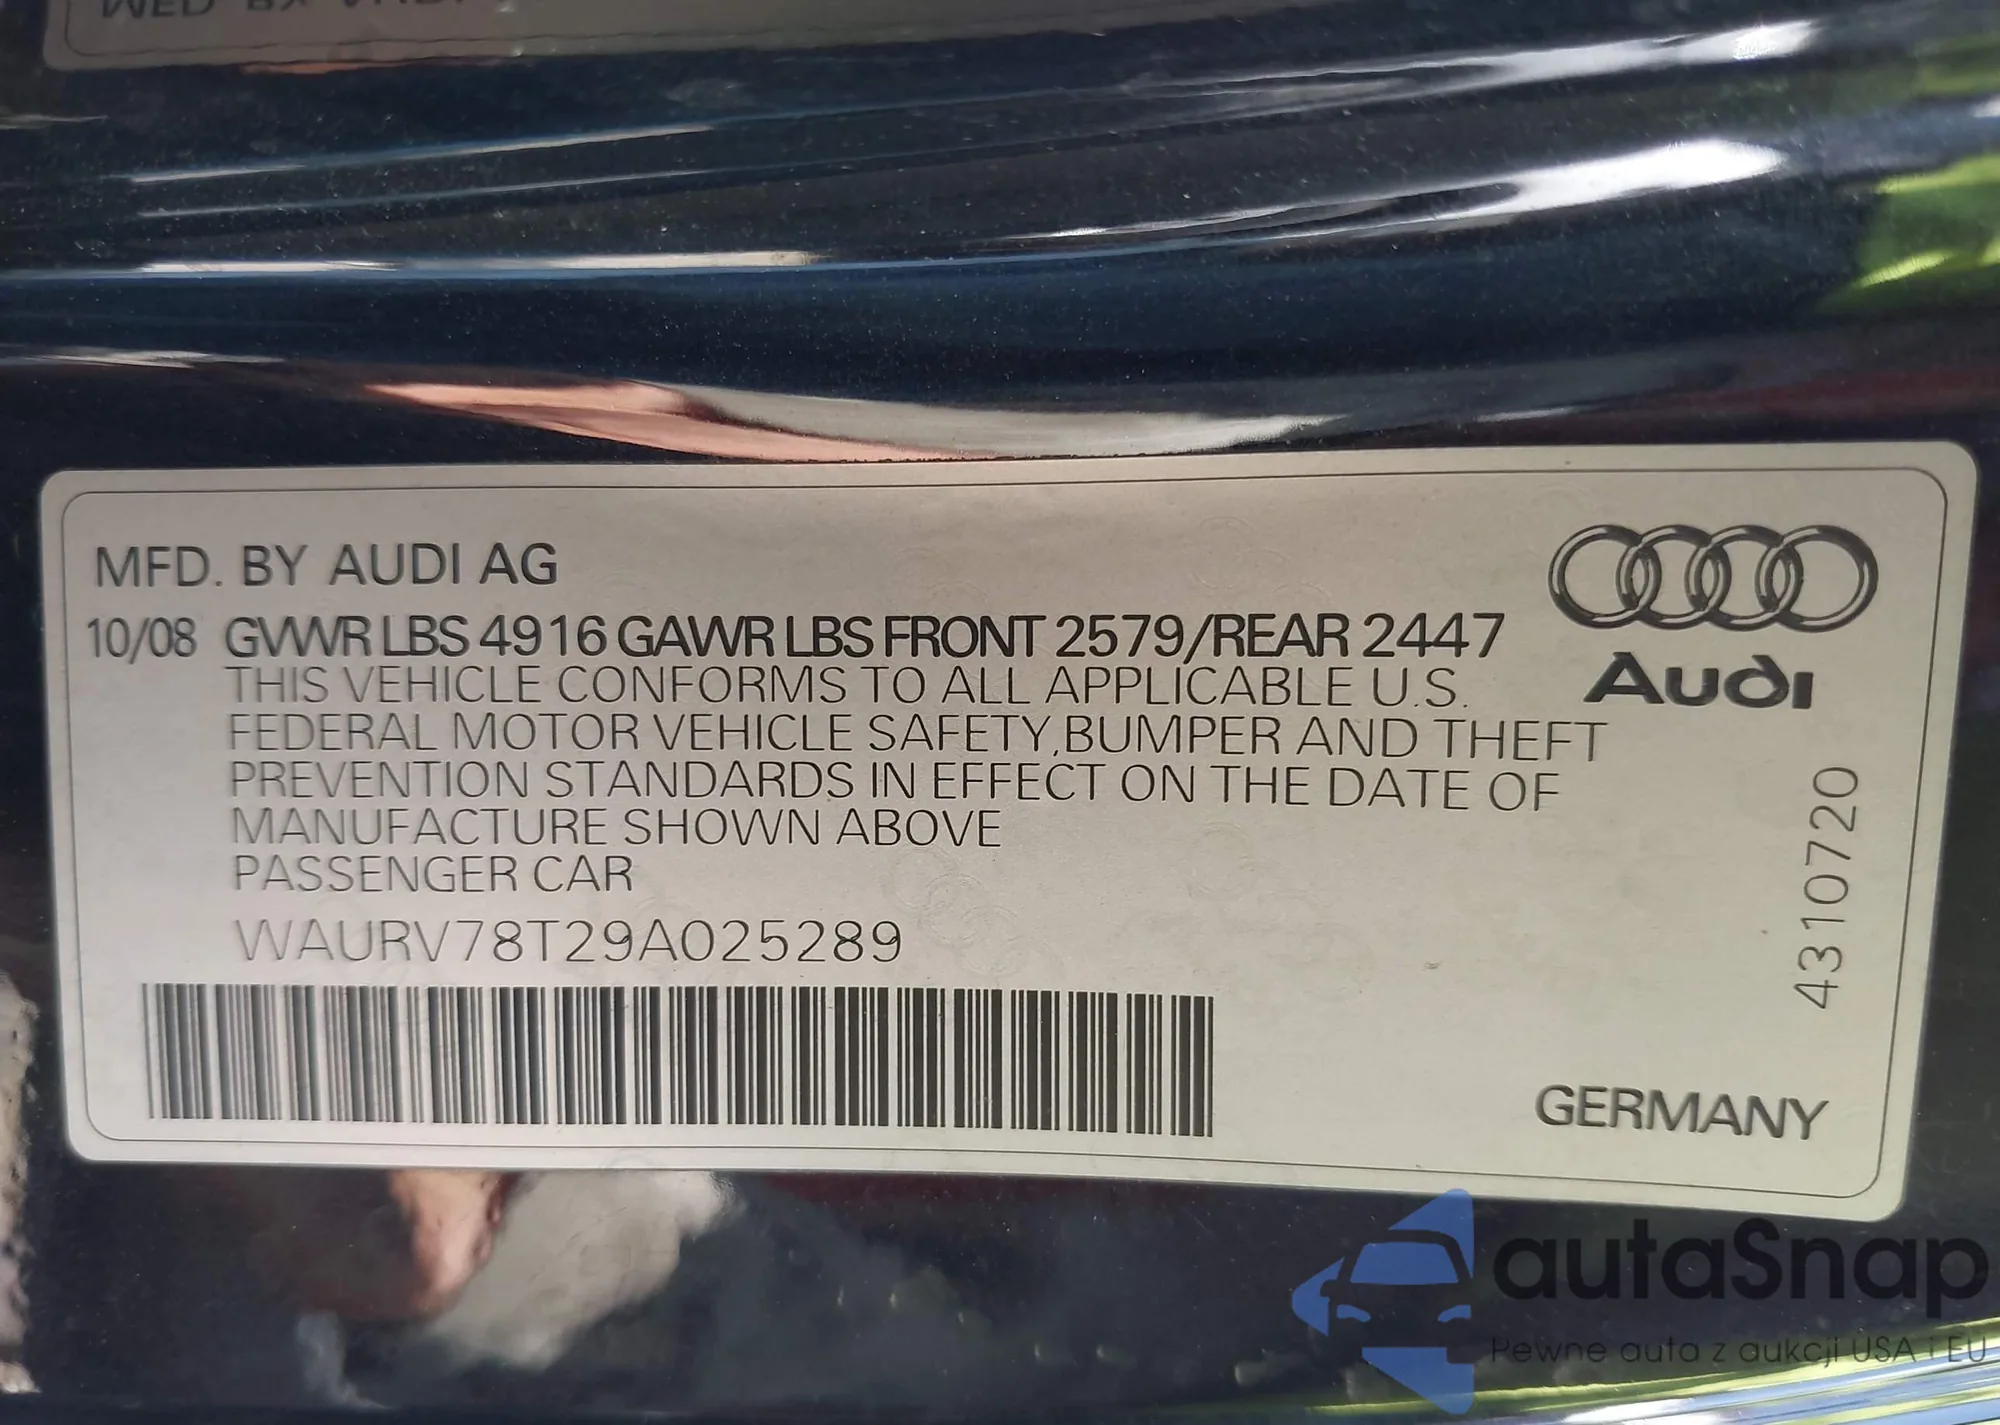 MFD. BY AUDI AG
10/08 GVWR LBS 4916 GAWR LBS FRONT 2579/REAR 2447
THIS VEHICLE CONFORMS TO ALL APPLICABLE U.S.
FEDERAL MOTOR VEHICLE SAFETY,BUMPER AND THEFT
PREVENTION STANDARDS IN EFFECT ON THE DATE OF
MANUFACTURE SHOWN ABOVE
PASSENGER CAR
WAURV78T29A025289
Audi
4310720
GERMANY
autaSnap
Pewne auta z aukcji USA i EU